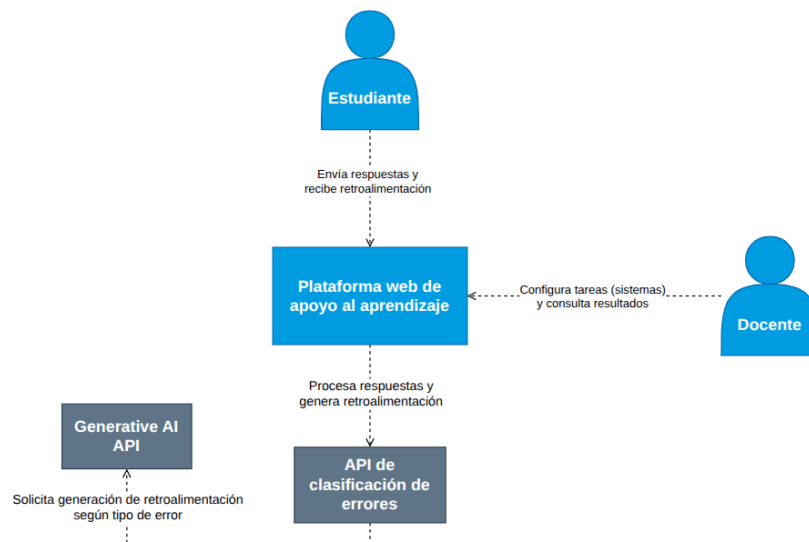 Estudiante
Envía respuestas y
recibe retroalimentación
Plataforma web de
apoyo al aprendizaje
Configura tareas (sistemas)
y consulta resultados
Docente
Procesa respuestas y
genera retroalimentación
Generative AI
API
API de
clasificación de
errores
Solicita generación de retroalimentación
según tipo de error